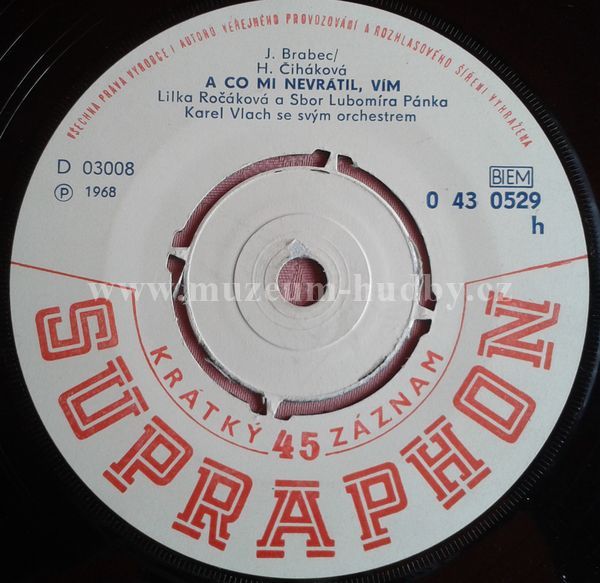 VŠECHNA PRÁVA VÝROBCE I AUTORŮ VEŘEJNÉHO PROVOZOVÁNÍ A ROZHLASOVÉHO ŠÍŘENÍ VYHRAŽENA
J. Brabec/
H. Čiháková
A CO MI NEVRÁTIL, VÍM
Lilka Ročáková a Sbor Lubomíra Pánka
Karel Vlach se svým orchestrem
D 03008
℗ 1968
BIEM
0 43 0529
h
www.muzeum-hudby.cz
KRÁTKÝ 45 ZÁZNAM
SUPRAPHON